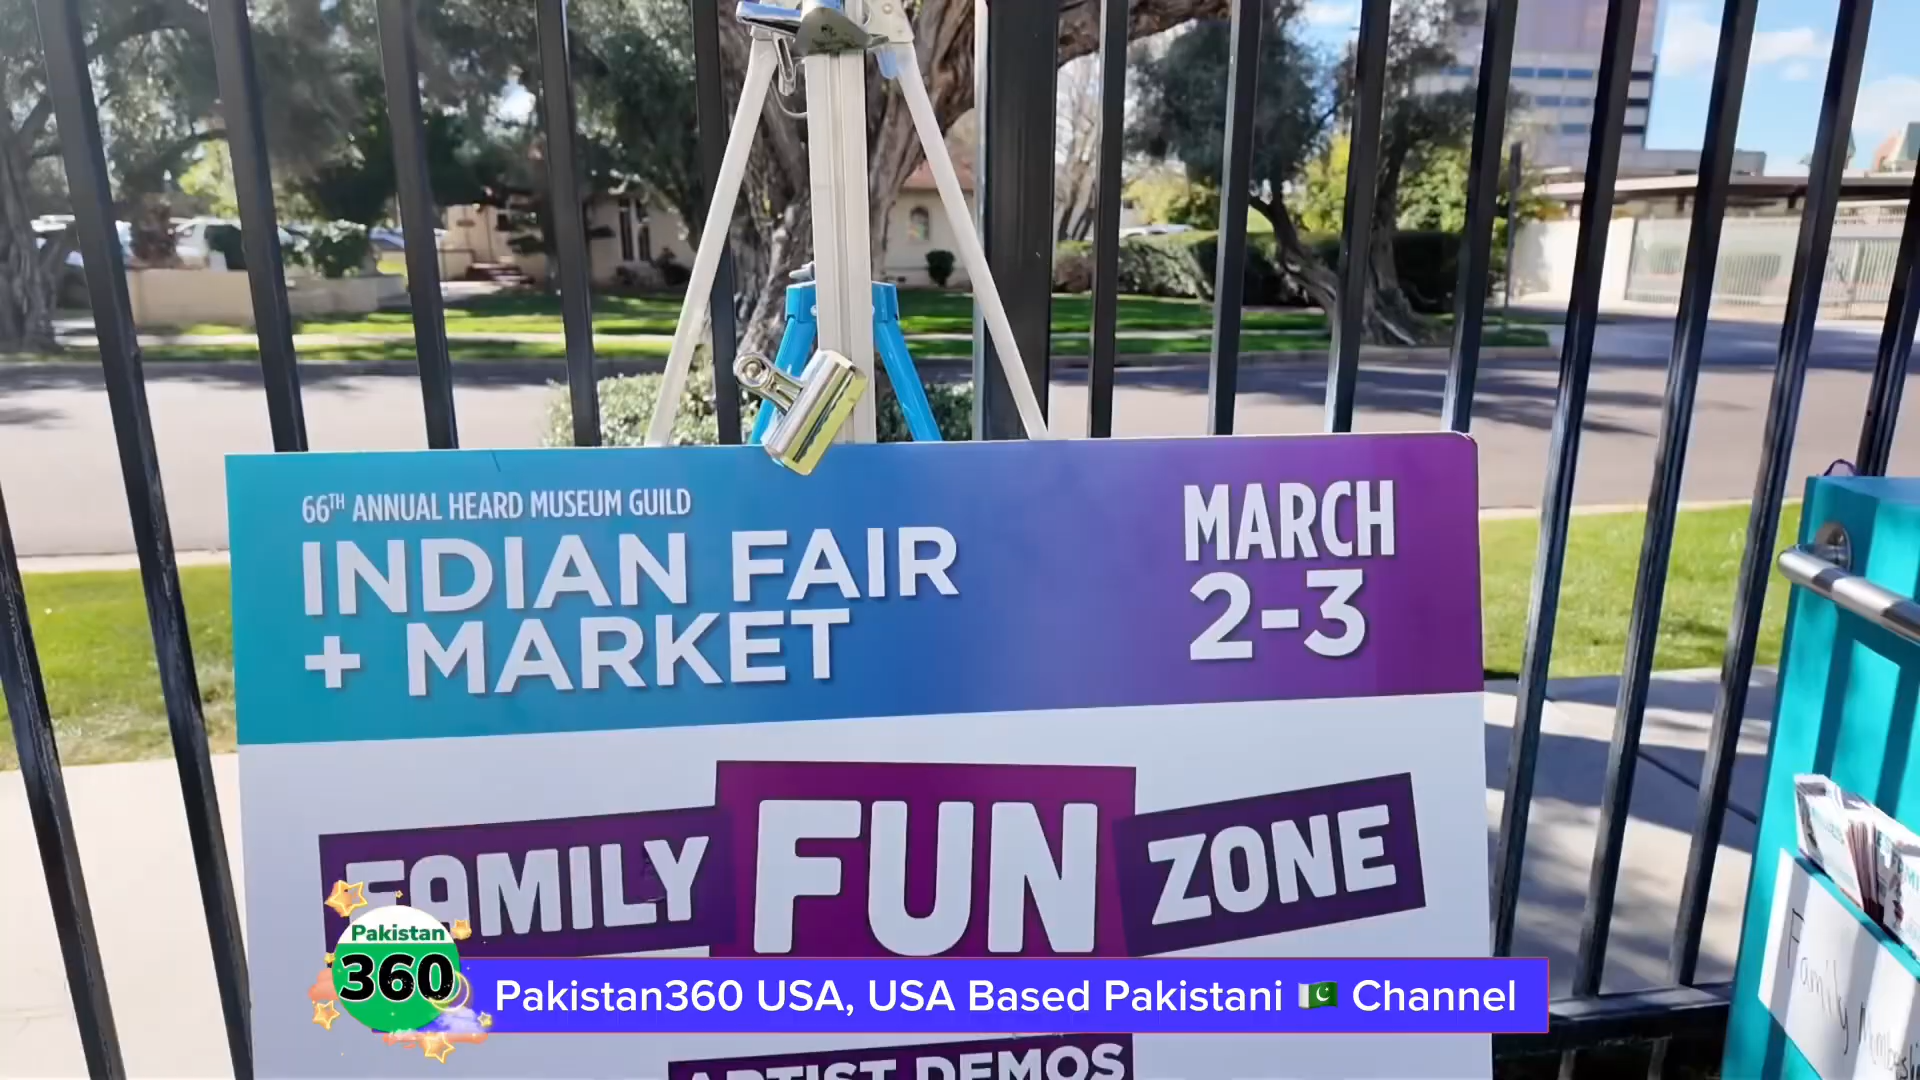 66TH ANNUAL HEARD MUSEUM GUILD
INDIAN FAIR
+ MARKET
MARCH
2-3
FAMILY FUN ZONE
Pakistan
360
Pakistan360 USA, USA Based Pakistani 🇵🇰 Channel
ARTIST DEMOS
Family